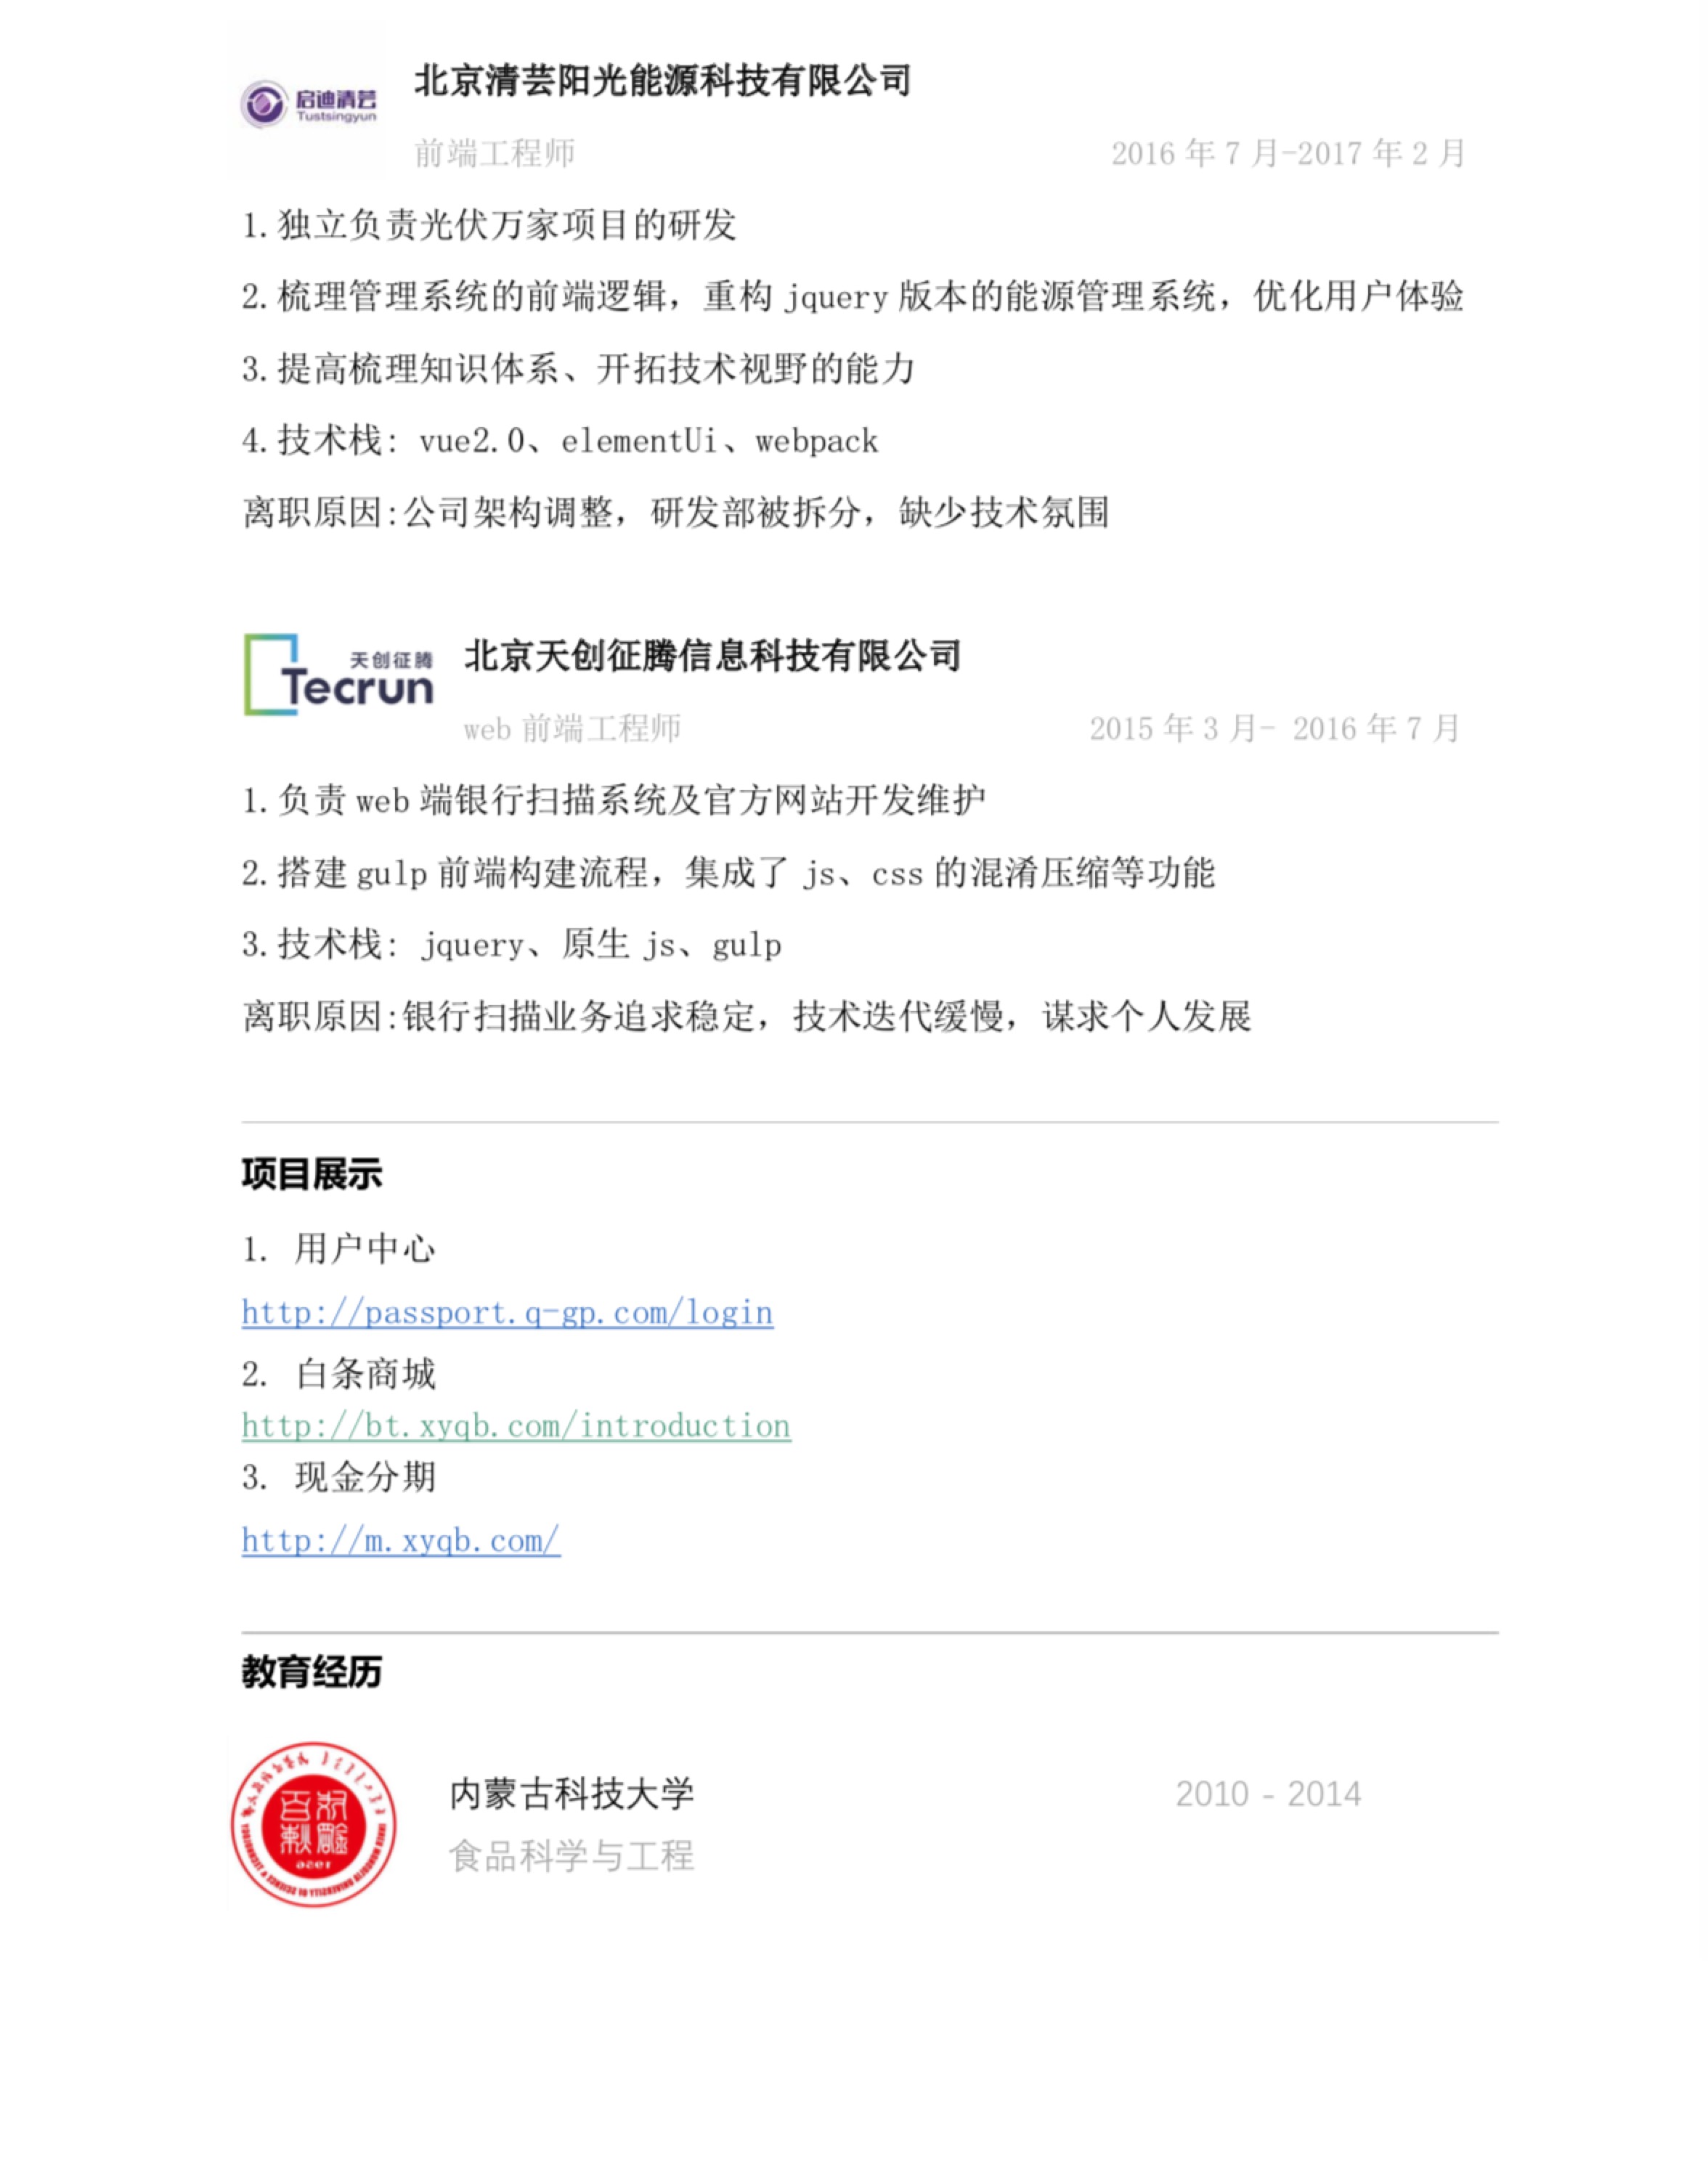 启迪清芸
Tustsingyun
北京清芸阳光能源科技有限公司
前端工程师 2016 年 7 月-2017 年 2 月
1.独立负责光伏万家项目的研发
2.梳理管理系统的前端逻辑，重构 jquery 版本的能源管理系统，优化用户体验
3.提高梳理知识体系、开拓技术视野的能力
4.技术栈：vue2.0、elementUi、webpack
离职原因:公司架构调整，研发部被拆分，缺少技术氛围
天创征腾
Tecrun
北京天创征腾信息科技有限公司
web 前端工程师 2015 年 3 月- 2016 年 7 月
1.负责 web 端银行扫描系统及官方网站开发维护
2.搭建 gulp 前端构建流程，集成了 js、css 的混淆压缩等功能
3.技术栈：jquery、原生 js、gulp
离职原因:银行扫描业务追求稳定，技术迭代缓慢，谋求个人发展
项目展示
1. 用户中心
http://passport.q-gp.com/login
2. 白条商城
http://bt.xyqb.com/introduction
3. 现金分期
http://m.xyqb.com/
教育经历
内蒙古科技大学 2010 - 2014
食品科学与工程